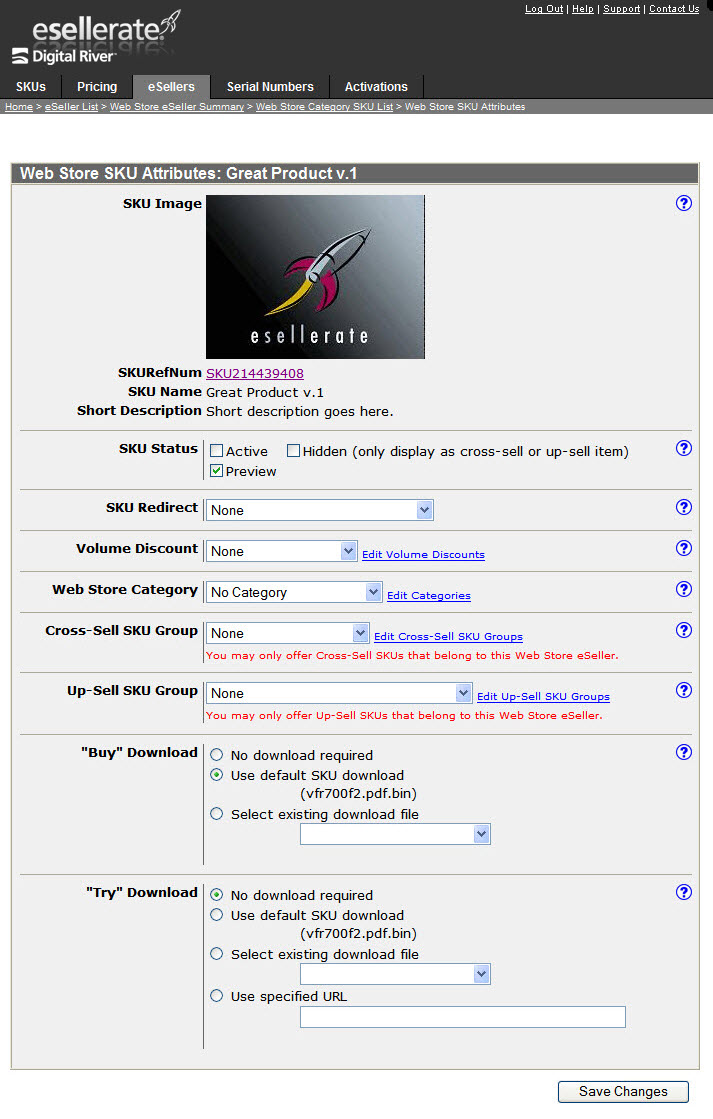 Log Out | Help | Support | Contact Us
esellerate.
Digital River
SKUs Pricing eSellers Serial Numbers Activations
Home > eSeller List > Web Store eSeller Summary > Web Store Category SKU List > Web Store SKU Attributes
Web Store SKU Attributes: Great Product v.1
SKU Image
esellerate
SKURefNum SKU214439408
SKU Name Great Product v.1
Short Description Short description goes here.
SKU Status Active Hidden (only display as cross-sell or up-sell item)
Preview
SKU Redirect None
Volume Discount None Edit Volume Discounts
Web Store Category No Category Edit Categories
Cross-Sell SKU Group None Edit Cross-Sell SKU Groups
You may only offer Cross-Sell SKUs that belong to this Web Store eSeller.
Up-Sell SKU Group None Edit Up-Sell SKU Groups
You may only offer Up-Sell SKUs that belong to this Web Store eSeller.
"Buy" Download No download required
Use default SKU download
(vfr700f2.pdf.bin)
Select existing download file
"Try" Download No download required
Use default SKU download
(vfr700f2.pdf.bin)
Select existing download file
Use specified URL
Save Changes